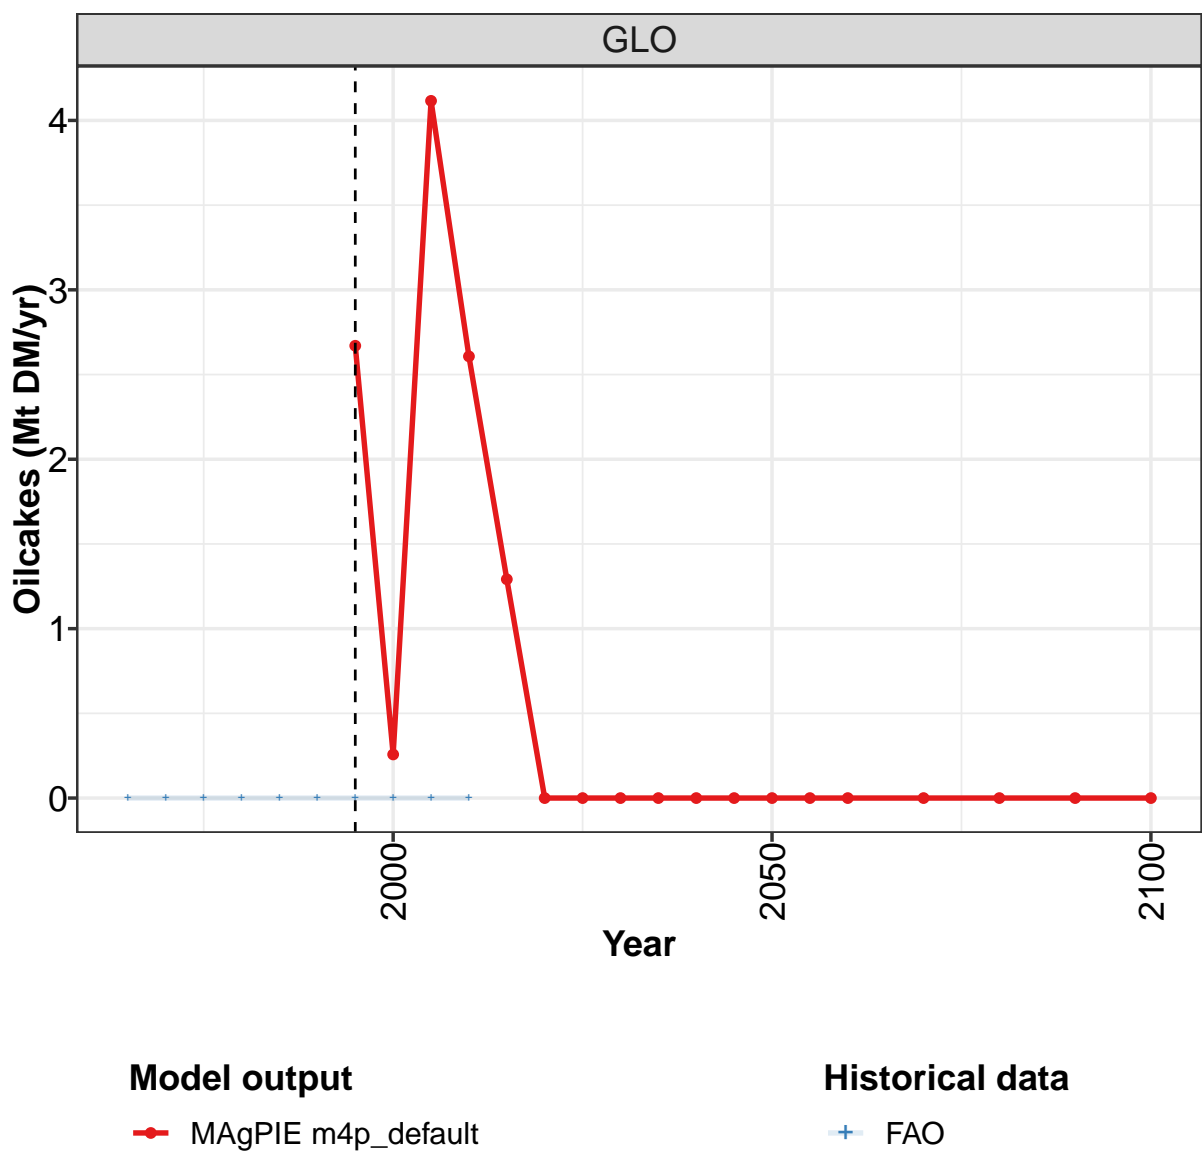 GLO
Oilcakes (Mt DM/yr)
4
3
2
1
0
2000
2050
2100
Year
Model output
MAgPIE m4p_default
Historical data
FAO